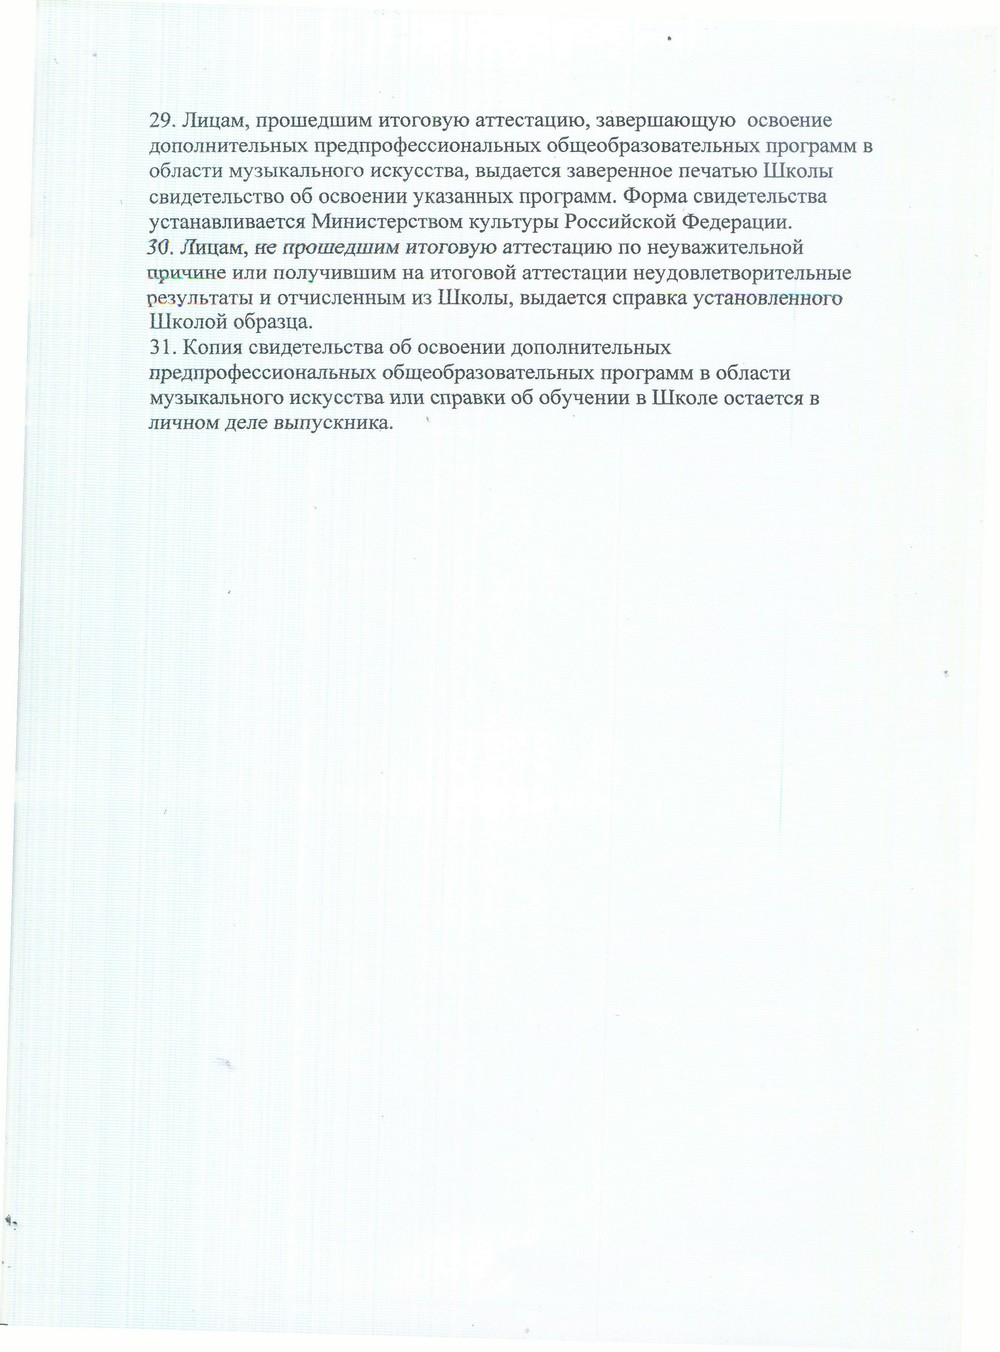 29. Лицам, прошедшим итоговую аттестацию, завершающую освоение
дополнительных предпрофессиональных общеобразовательных программ в
области музыкального искусства, выдается заверенное печатью Школы
свидетельство об освоении указанных программ. Форма свидетельства
устанавливается Министерством культуры Российской Федерации.
30. Лицам, не прошедшим итоговую аттестацию по неуважительной
причине или получившим на итоговой аттестации неудовлетворительные
результаты и отчисленным из Школы, выдается справка установленного
Школой образца.
31. Копия свидетельства об освоении дополнительных
предпрофессиональных общеобразовательных программ в области
музыкального искусства или справки об обучении в Школе остается в
личном деле выпускника.